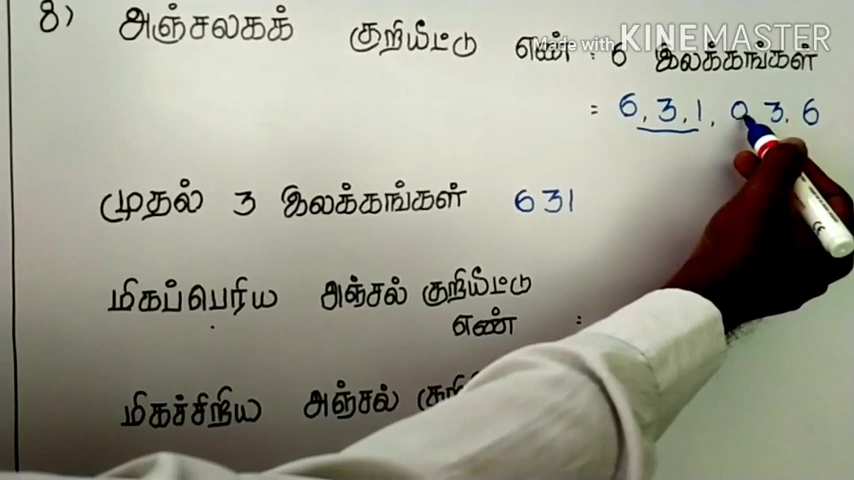 8) அஞ்சலகக் குறியீட்டு எண் : 6 இலக்கங்கள்
Made with KINEMASTER
= 6, 3, 1, 0 3, 6
முதல் 3 இலக்கங்கள் 631
மிகப்பெரிய அஞ்சல் குறியீட்டு
எண் :
மிகச்சிறிய அஞ்சல்